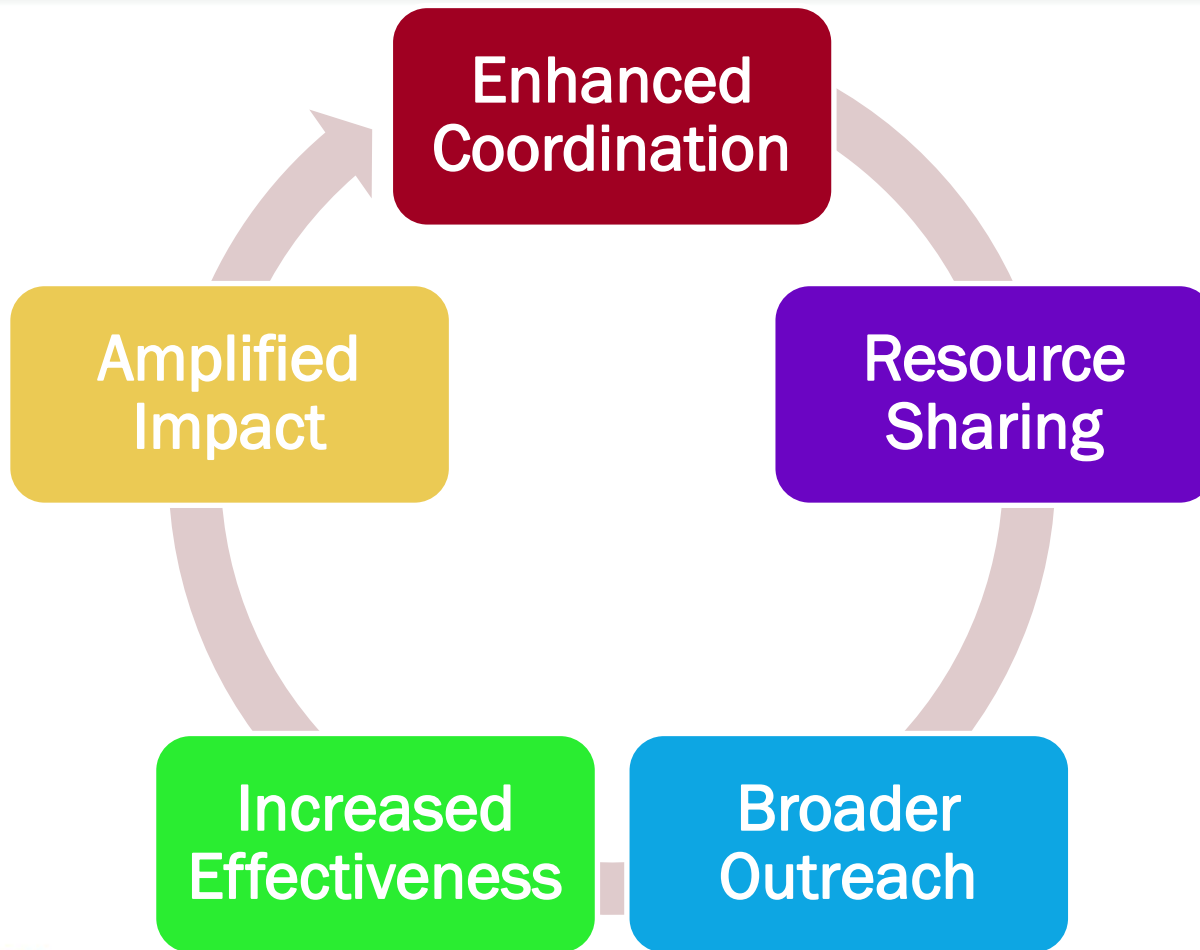 Enhanced
Coordination
Resource
Sharing
Broader
Outreach
Increased
Effectiveness
Amplified
Impact